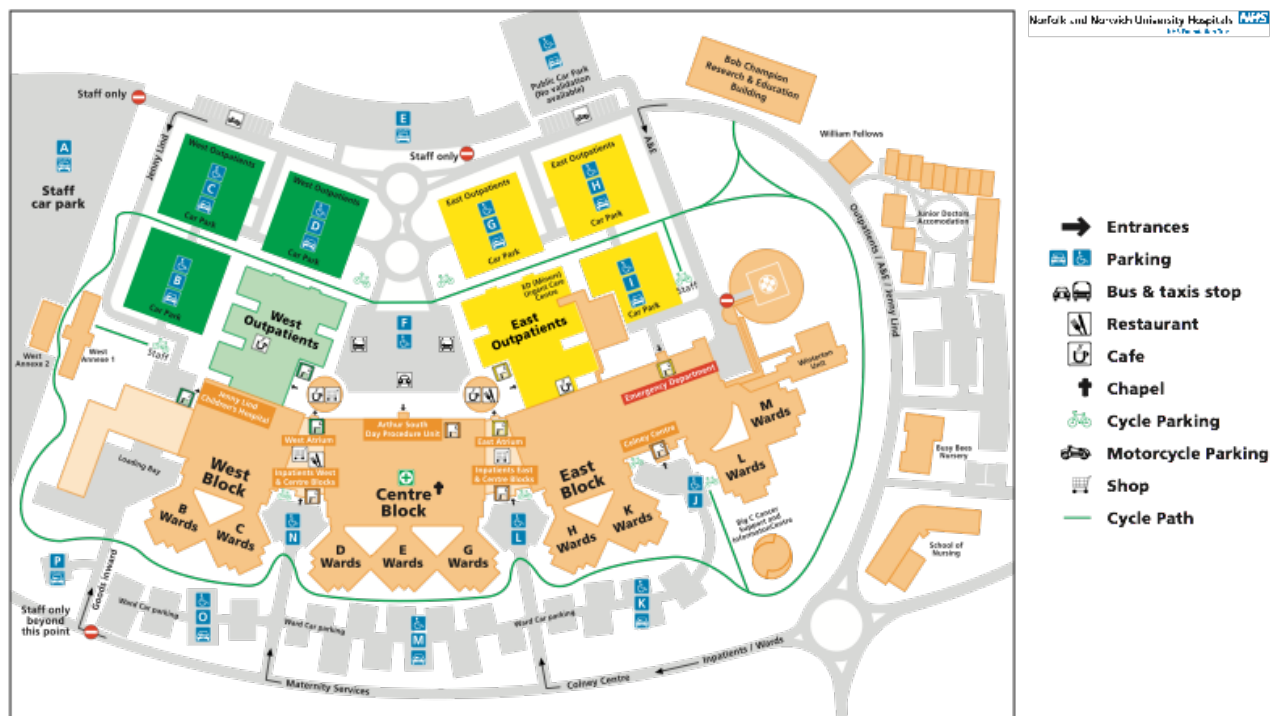 Norfolk and Norwich University Hospitals NHS
NHS Foundation Trust
Staff only
A
Staff
car park
Jenny Lind
E
Public Car Park
(No validation
available)
Bob Champion
Research & Education
Building
A&E
Staff only
William Fellows
West Outpatients
C
Car Park
West Outpatients
D
Car Park
East Outpatients
G
Car Park
East Outpatients
H
Car Park
Junior Doctors
Accomodation
Outpatients / A&E / Jenny Lind
B
Car Park
West
Outpatients
F
East
Outpatients
Urgent Care
Centre
I
Car Park
Staff
West
Annexe 2
West
Annexe 1
Staff
Jenny Lind
Children's Hospital
Emergency Department
Winterton
Unit
West Atrium
Arthur South
Day Procedure Unit
East Atrium
Colney Centre
M
Wards
L
Wards
Loading Bay
West
Block
Inpatients West
& Centre Blocks
Centre
Block
Inpatients East
& Centre Blocks
East
Block
Busy Bees
Nursery
B
Wards
C
Wards
N
D
Wards
E
Wards
G
Wards
L
H
Wards
K
Wards
J
Big C Cancer
Support and
InformationCentre
School of
Nursing
P
Goods inward
Staff only
beyond
this point
Ward Car parking
O
Ward Car parking
M
Ward Car parking
K
Maternity Services
Colney Centre
Inpatients / Wards
Entrances
Parking
Bus & taxis stop
Restaurant
Cafe
Chapel
Cycle Parking
Motorcycle Parking
Shop
Cycle Path